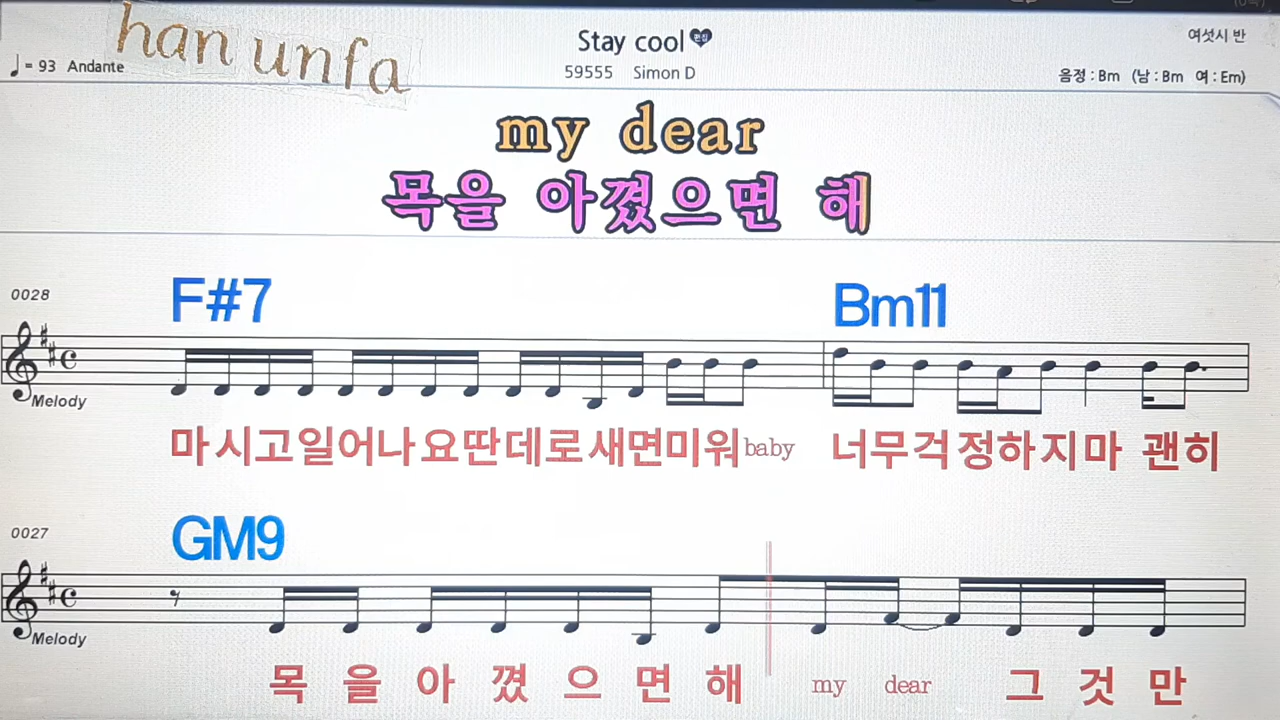 han unfa
Stay cool 편집
여섯시 반
♩= 93 Andante
59555 Simon D
음정 : Bm (남 : Bm 여 : Em)
my dear
목을 아꼈으면 해
0028
F#7 Bm11
Melody
마시고일어나요딴데로새면미워baby 너무걱정하지마 괜히
0027
GM9
Melody
목을아꼈으면해 my dear 그것만